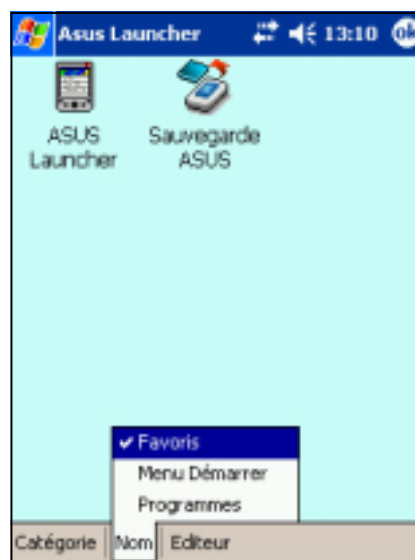 Asus Launcher 13:10 ok
ASUS Launcher
Sauvegarde ASUS
Favoris
Menu Démarrer
Programmes
Catégorie Nom Editeur